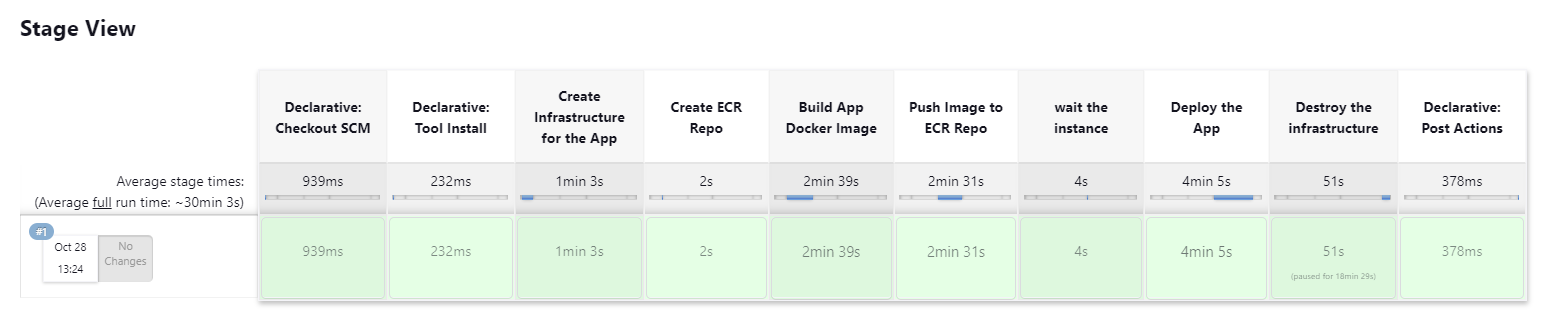 Stage View
Declarative:
Checkout SCM
Declarative:
Tool Install
Create
Infrastructure
for the App
Create ECR
Repo
Build App
Docker Image
Push Image to
ECR Repo
wait the
instance
Deploy the
App
Destroy the
infrastructure
Declarative:
Post Actions
Average stage times:
(Average full run time: ~30min 3s)
939ms
232ms
1min 3s
2s
2min 39s
2min 31s
4s
4min 5s
51s
378ms
#1
Oct 28
13:24
No
Changes
939ms
232ms
1min 3s
2s
2min 39s
2min 31s
4s
4min 5s
51s
(paused for 18min 29s)
378ms